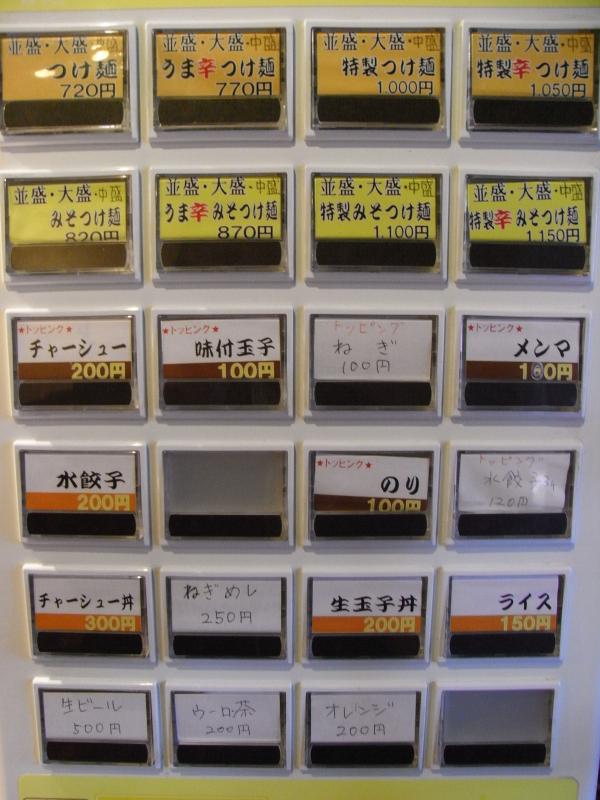 並盛・大盛・中盛
つけ麺
720円
並盛・大盛・中盛
うま辛つけ麺
770円
並盛・大盛・中盛
特製つけ麺
1.000円
並盛・大盛・中盛
特製辛つけ麺
1.050円
並盛・大盛・中盛
みそつけ麺
820円
並盛・大盛・中盛
うま辛みそつけ麺
870円
並盛・大盛・中盛
特製みそつけ麺
1.100円
並盛・大盛・中盛
特製辛みそつけ麺
1.150円
★トッピンク★
チャーシュー
200円
★トッピンク★
味付玉子
100円
トッピング
ねぎ
100円
★トッピンク★
メンマ
100円
水餃子
200円
★トッピンク★
のり
100円
トッピング
水餃子
120円
チャーシュー丼
300円
ねぎめし
250円
生玉子丼
200円
ライス
150円
生ビール
500円
ウーロン茶
200円
オレンジ
200円